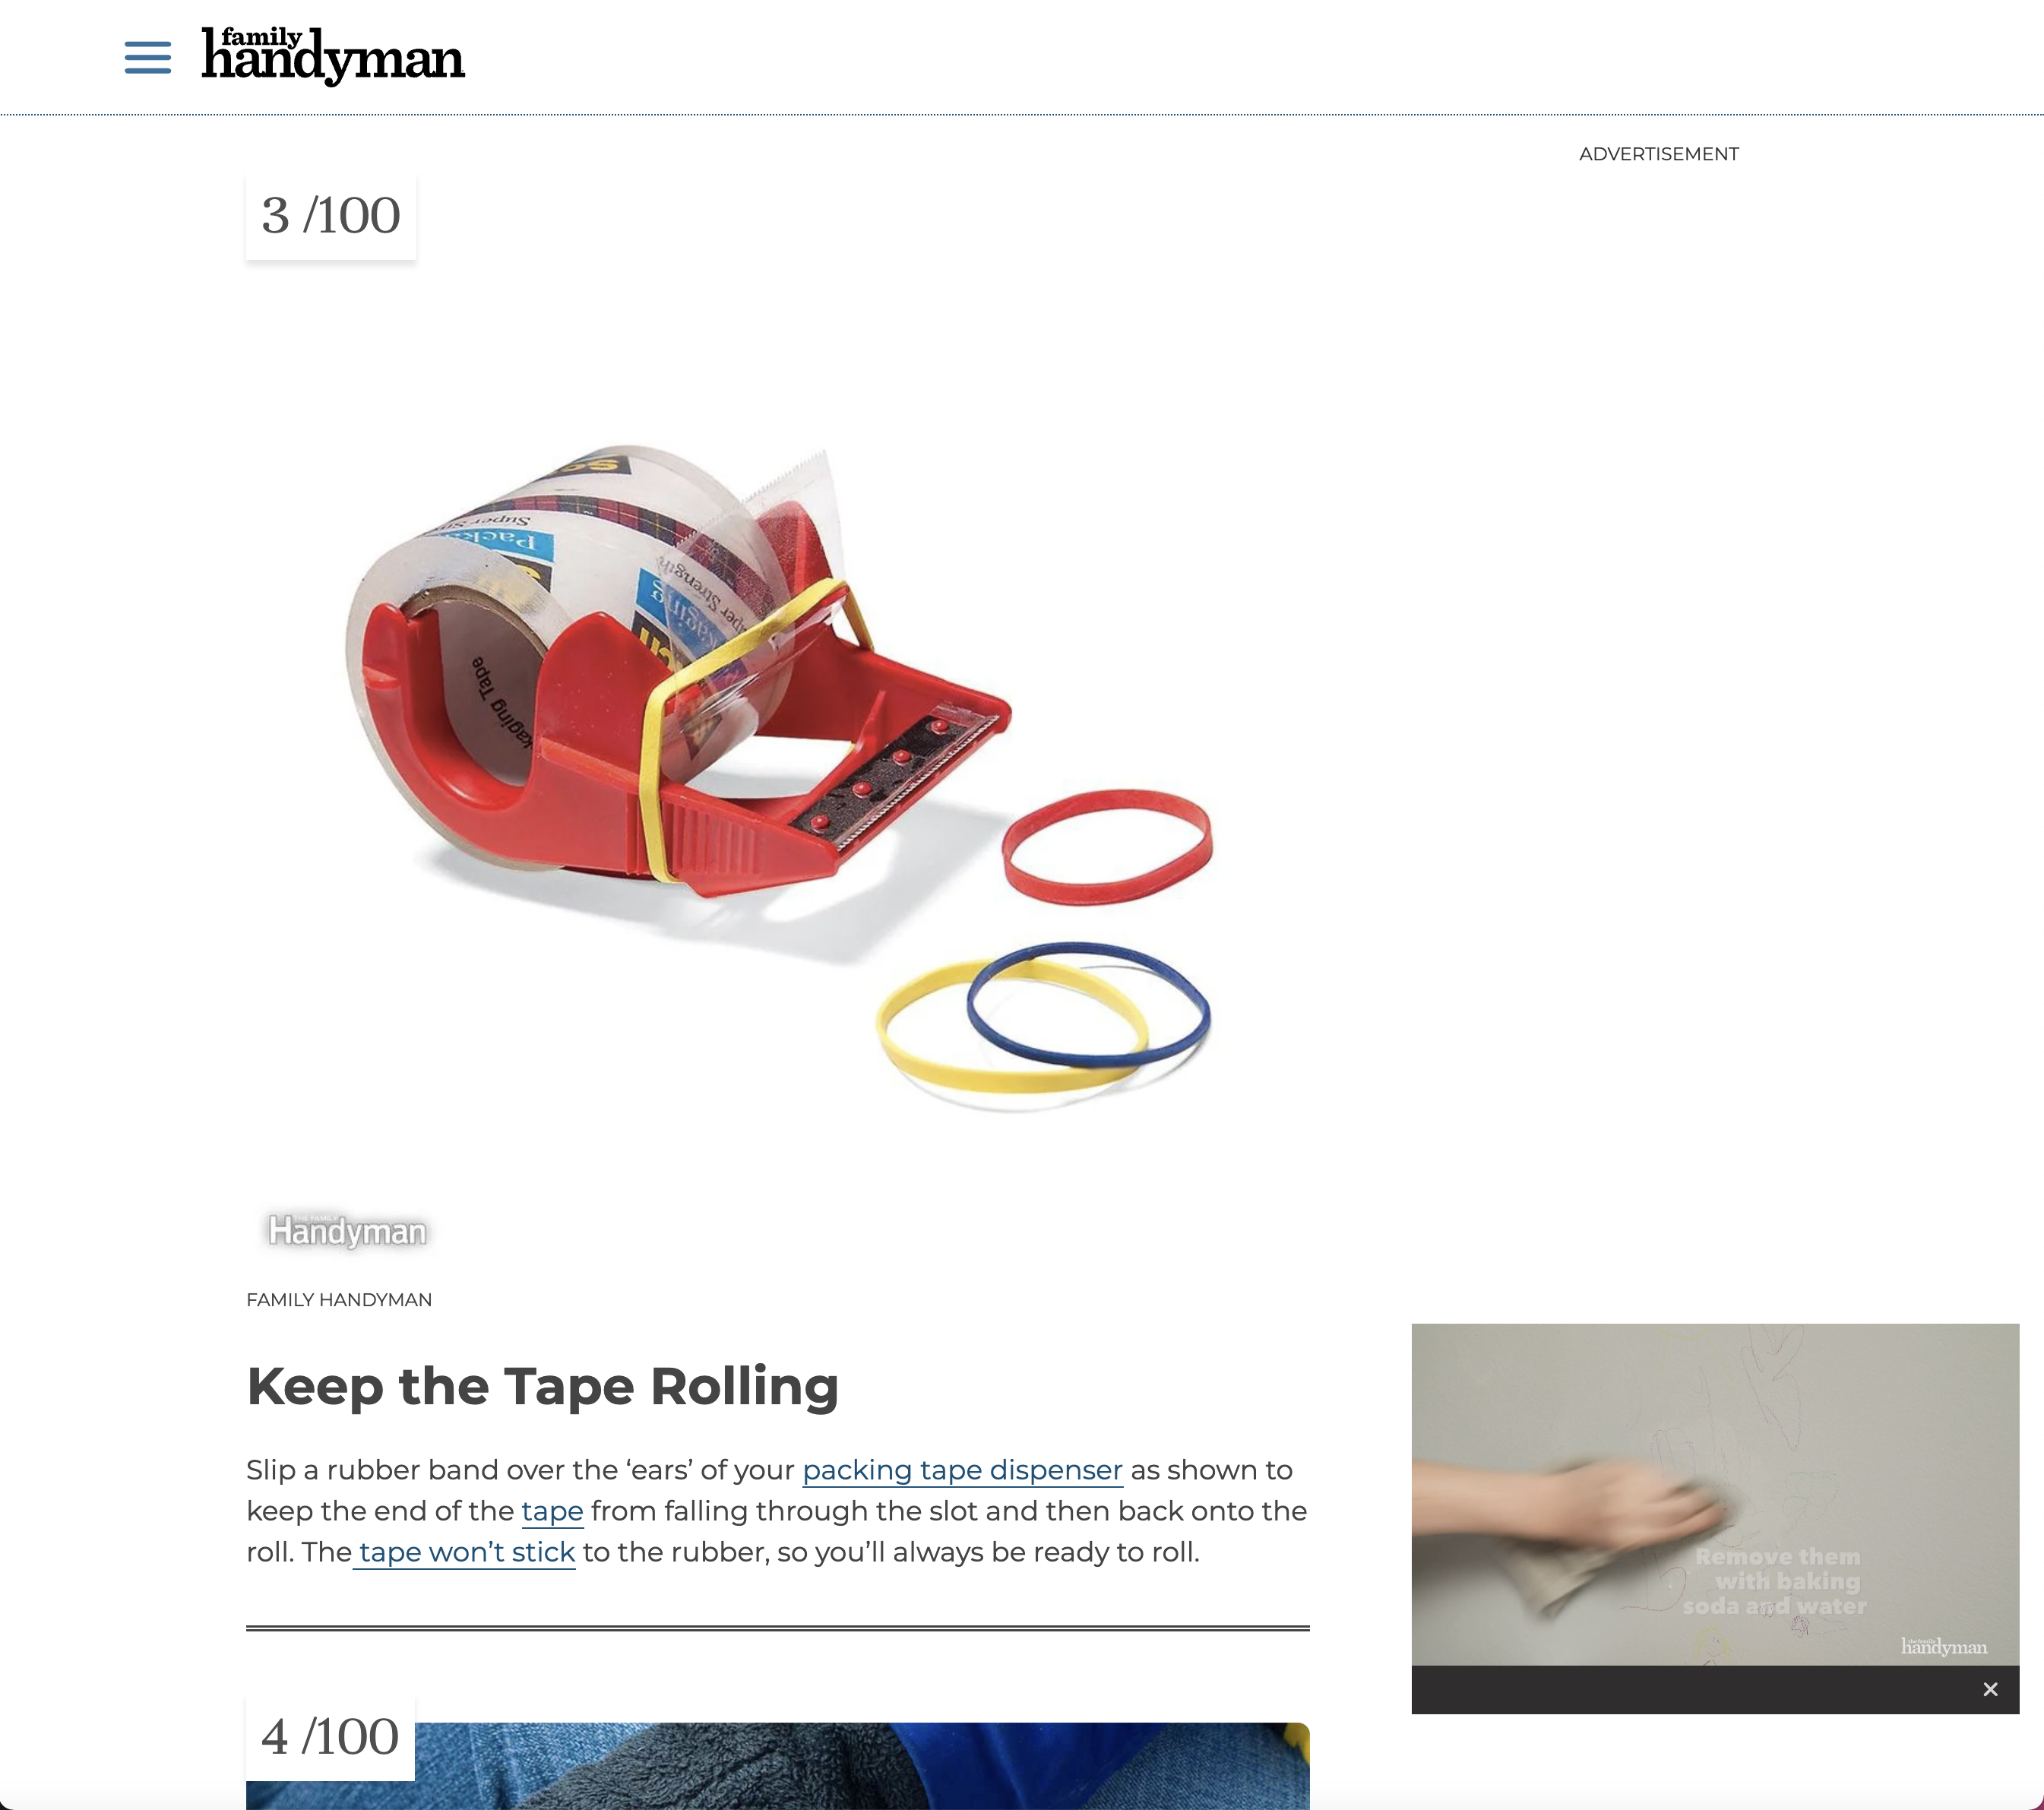 family
handyman
ADVERTISEMENT
3 /100
Super
Packaging Tape
Handyman
FAMILY HANDYMAN
Keep the Tape Rolling
Slip a rubber band over the ‘ears’ of your packing tape dispenser as shown to
keep the end of the tape from falling through the slot and then back onto the
roll. The tape won’t stick to the rubber, so you’ll always be ready to roll.
Remove them
with baking
soda and water
handyman
4 /100